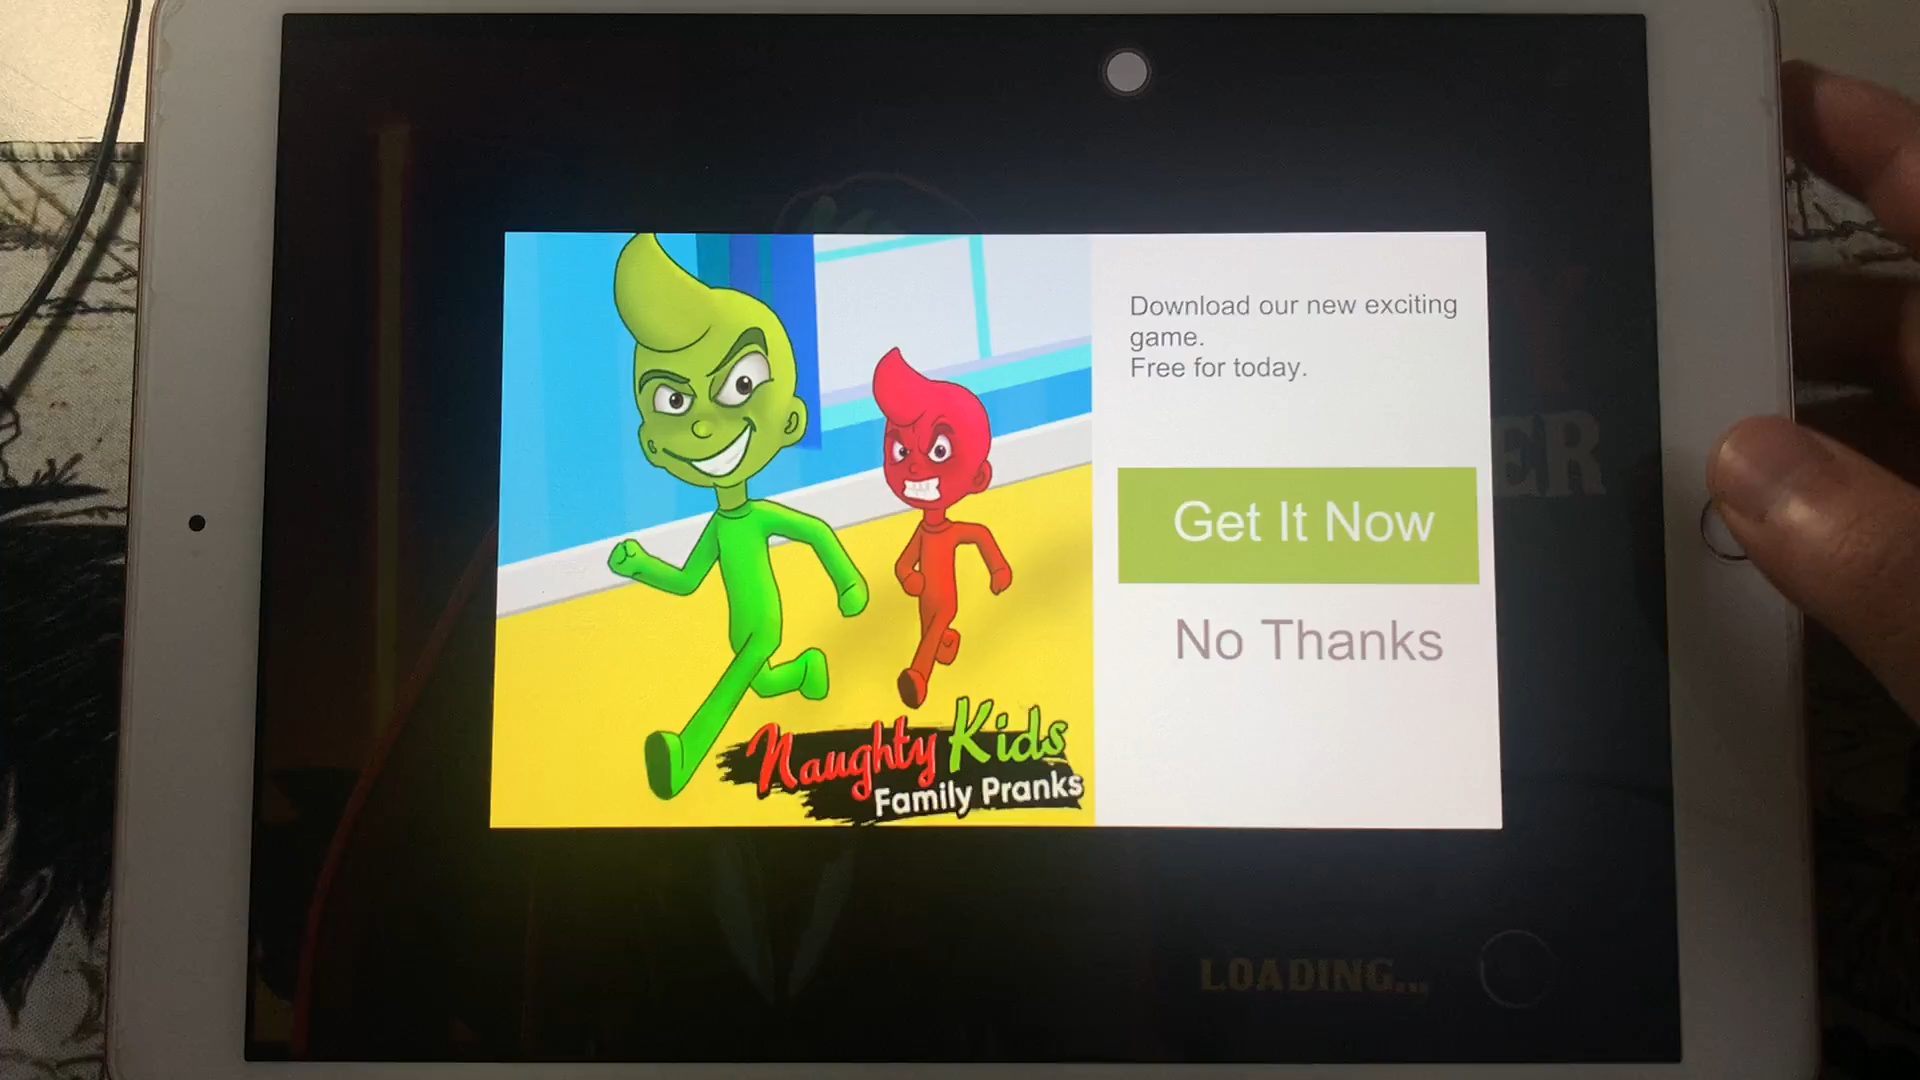 Download our new exciting
game.
Free for today.
Get It Now
No Thanks
Naughty Kids
Family Pranks
LOADING...